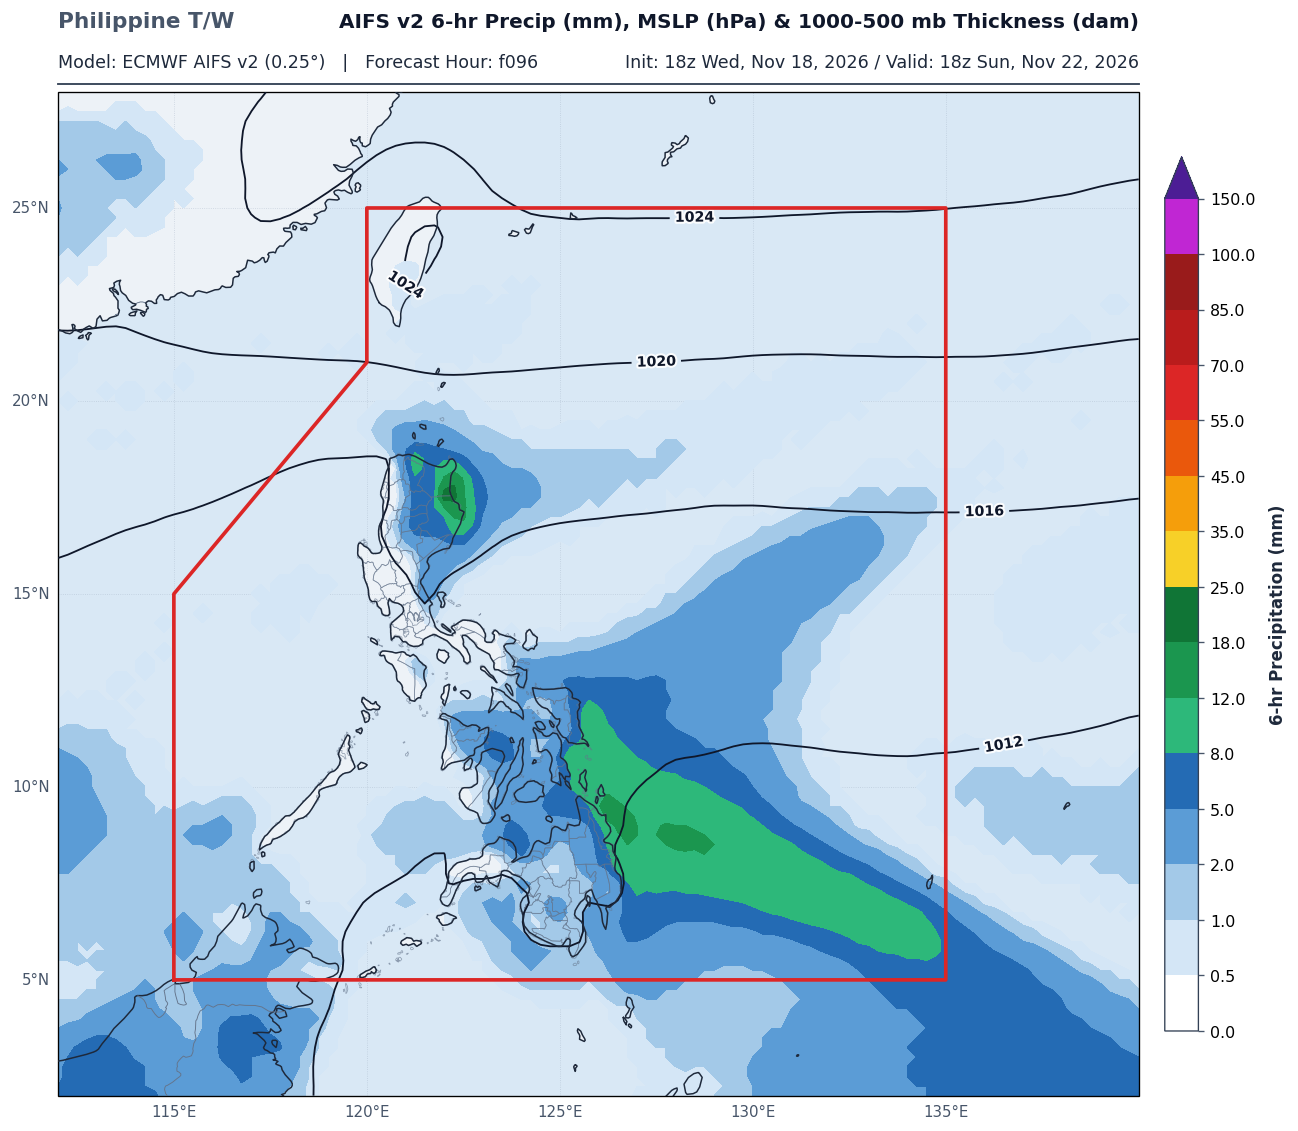 Philippine T/W
AIFS v2 6-hr Precip (mm), MSLP (hPa) & 1000-500 mb Thickness (dam)
Model: ECMWF AIFS v2 (0.25°) | Forecast Hour: f096
Init: 18z Wed, Nov 18, 2026 / Valid: 18z Sun, Nov 22, 2026
25°N
20°N
15°N
10°N
5°N
1024
1024
1020
1016
1012
115°E
120°E
125°E
130°E
135°E
150.0
100.0
85.0
70.0
55.0
45.0
35.0
25.0
18.0
12.0
8.0
5.0
2.0
1.0
0.5
0.0
6-hr Precipitation (mm)